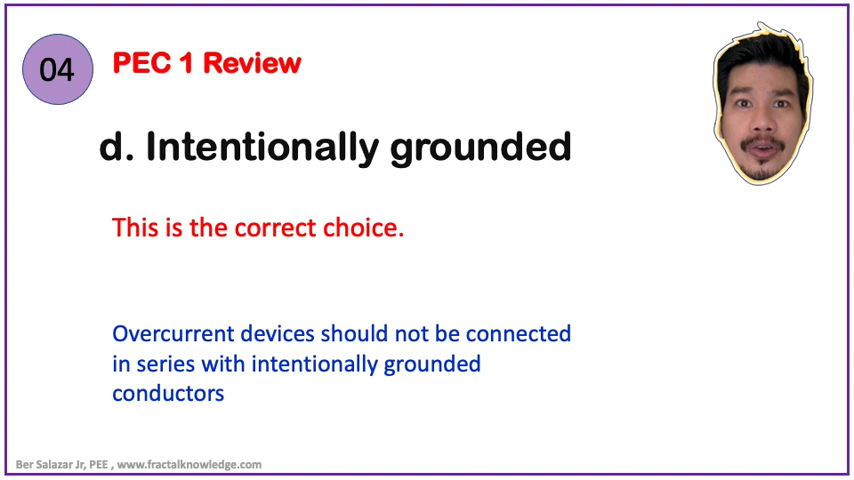 04
PEC 1 Review
d. Intentionally grounded
This is the correct choice.
Overcurrent devices should not be connected
in series with intentionally grounded
conductors
Ber Salazar Jr, PEE , www.fractalknowledge.com